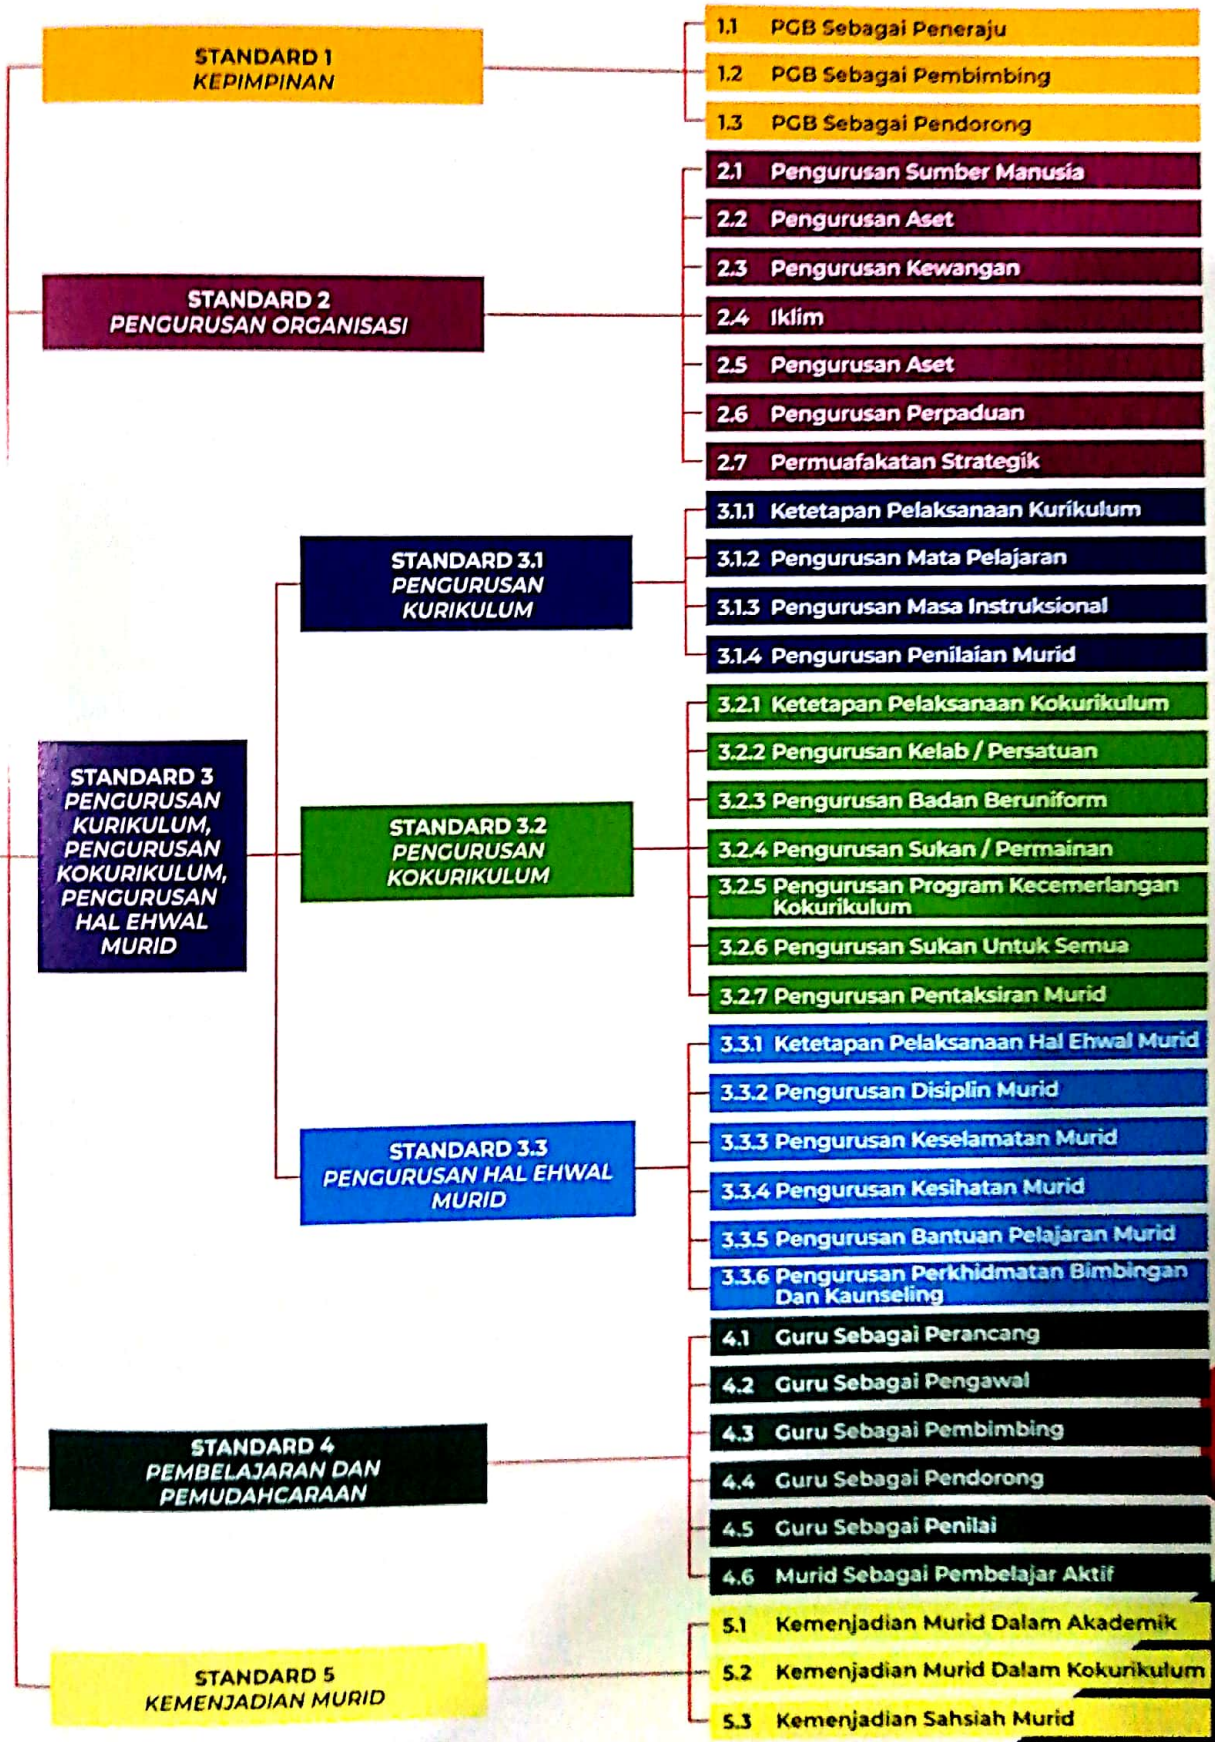 STANDARD 1
KEPIMPINAN
1.1 PGB Sebagai Peneraju
1.2 PGB Sebagai Pembimbing
1.3 PGB Sebagai Pendorong
STANDARD 2
PENGURUSAN ORGANISASI
2.1 Pengurusan Sumber Manusia
2.2 Pengurusan Aset
2.3 Pengurusan Kewangan
2.4 Iklim
2.5 Pengurusan Aset
2.6 Pengurusan Perpaduan
2.7 Permuafakatan Strategik
STANDARD 3
PENGURUSAN
KURIKULUM,
PENGURUSAN
KOKURIKULUM,
PENGURUSAN
HAL EHWAL
MURID
STANDARD 3.1
PENGURUSAN
KURIKULUM
3.1.1 Ketetapan Pelaksanaan Kurikulum
3.1.2 Pengurusan Mata Pelajaran
3.1.3 Pengurusan Masa Instruksional
3.1.4 Pengurusan Penilaian Murid
STANDARD 3.2
PENGURUSAN
KOKURIKULUM
3.2.1 Ketetapan Pelaksanaan Kokurikulum
3.2.2 Pengurusan Kelab / Persatuan
3.2.3 Pengurusan Badan Beruniform
3.2.4 Pengurusan Sukan / Permainan
3.2.5 Pengurusan Program Kecemerlangan
Kokurikulum
3.2.6 Pengurusan Sukan Untuk Semua
3.2.7 Pengurusan Pentaksiran Murid
STANDARD 3.3
PENGURUSAN HAL EHWAL
MURID
3.3.1 Ketetapan Pelaksanaan Hal Ehwal Murid
3.3.2 Pengurusan Disiplin Murid
3.3.3 Pengurusan Keselamatan Murid
3.3.4 Pengurusan Kesihatan Murid
3.3.5 Pengurusan Bantuan Pelajaran Murid
3.3.6 Pengurusan Perkhidmatan Bimbingan
Dan Kaunseling
STANDARD 4
PEMBELAJARAN DAN
PEMUDAHCARAAN
4.1 Guru Sebagai Perancang
4.2 Guru Sebagai Pengawal
4.3 Guru Sebagai Pembimbing
4.4 Guru Sebagai Pendorong
4.5 Guru Sebagai Penilai
4.6 Murid Sebagai Pembelajar Aktif
STANDARD 5
KEMENJADIAN MURID
5.1 Kemenjadian Murid Dalam Akademik
5.2 Kemenjadian Murid Dalam Kokurikulum
5.3 Kemenjadian Sahsiah Murid